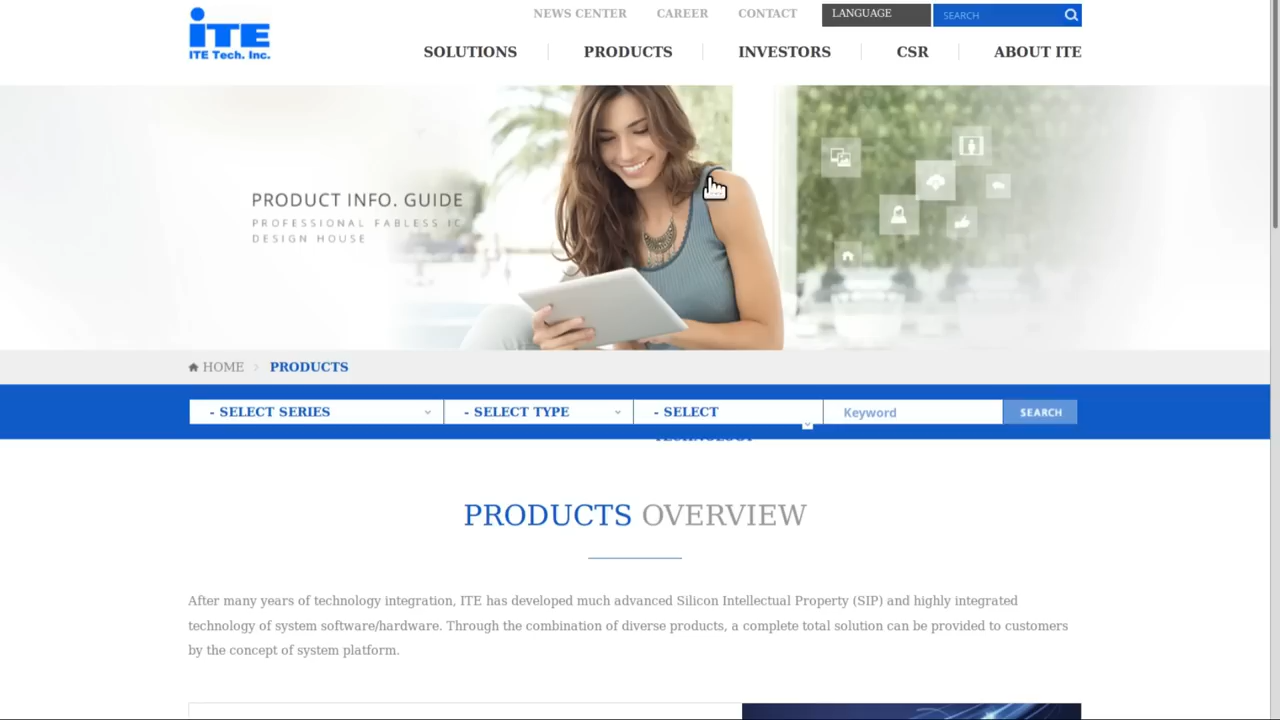 iTE
ITE Tech. Inc.
NEWS CENTER
CAREER
CONTACT
LANGUAGE
SEARCH
SOLUTIONS
PRODUCTS
INVESTORS
CSR
ABOUT ITE
PRODUCT INFO. GUIDE
PROFESSIONAL FABLESS IC
DESIGN HOUSE
HOME
PRODUCTS
- SELECT SERIES
- SELECT TYPE
- SELECT
TECHNOLOGY
Keyword
SEARCH
PRODUCTS OVERVIEW
After many years of technology integration, ITE has developed much advanced Silicon Intellectual Property (SIP) and highly integrated
technology of system software/hardware. Through the combination of diverse products, a complete total solution can be provided to customers
by the concept of system platform.